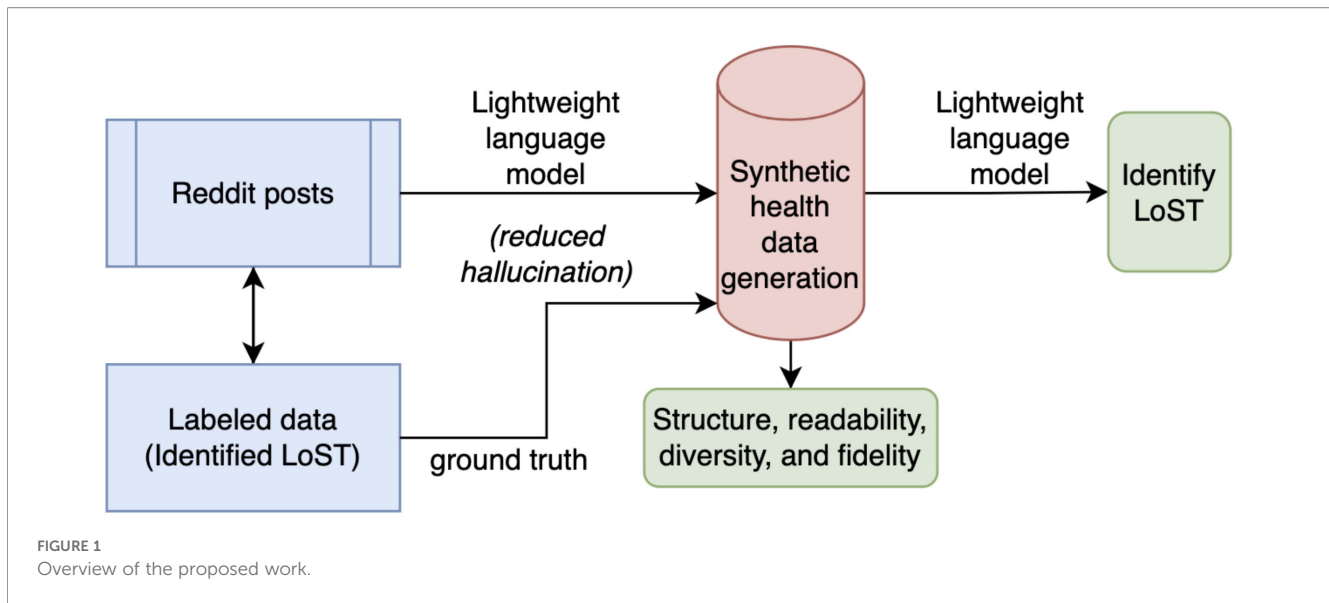 Reddit posts
Lightweight
language
model
(reduced
hallucination)
Synthetic
health
data
generation
Lightweight
language
model
Identify
LoST
Labeled data
(Identified LoST)
ground truth
Structure, readability,
diversity, and fidelity
FIGURE 1
Overview of the proposed work.